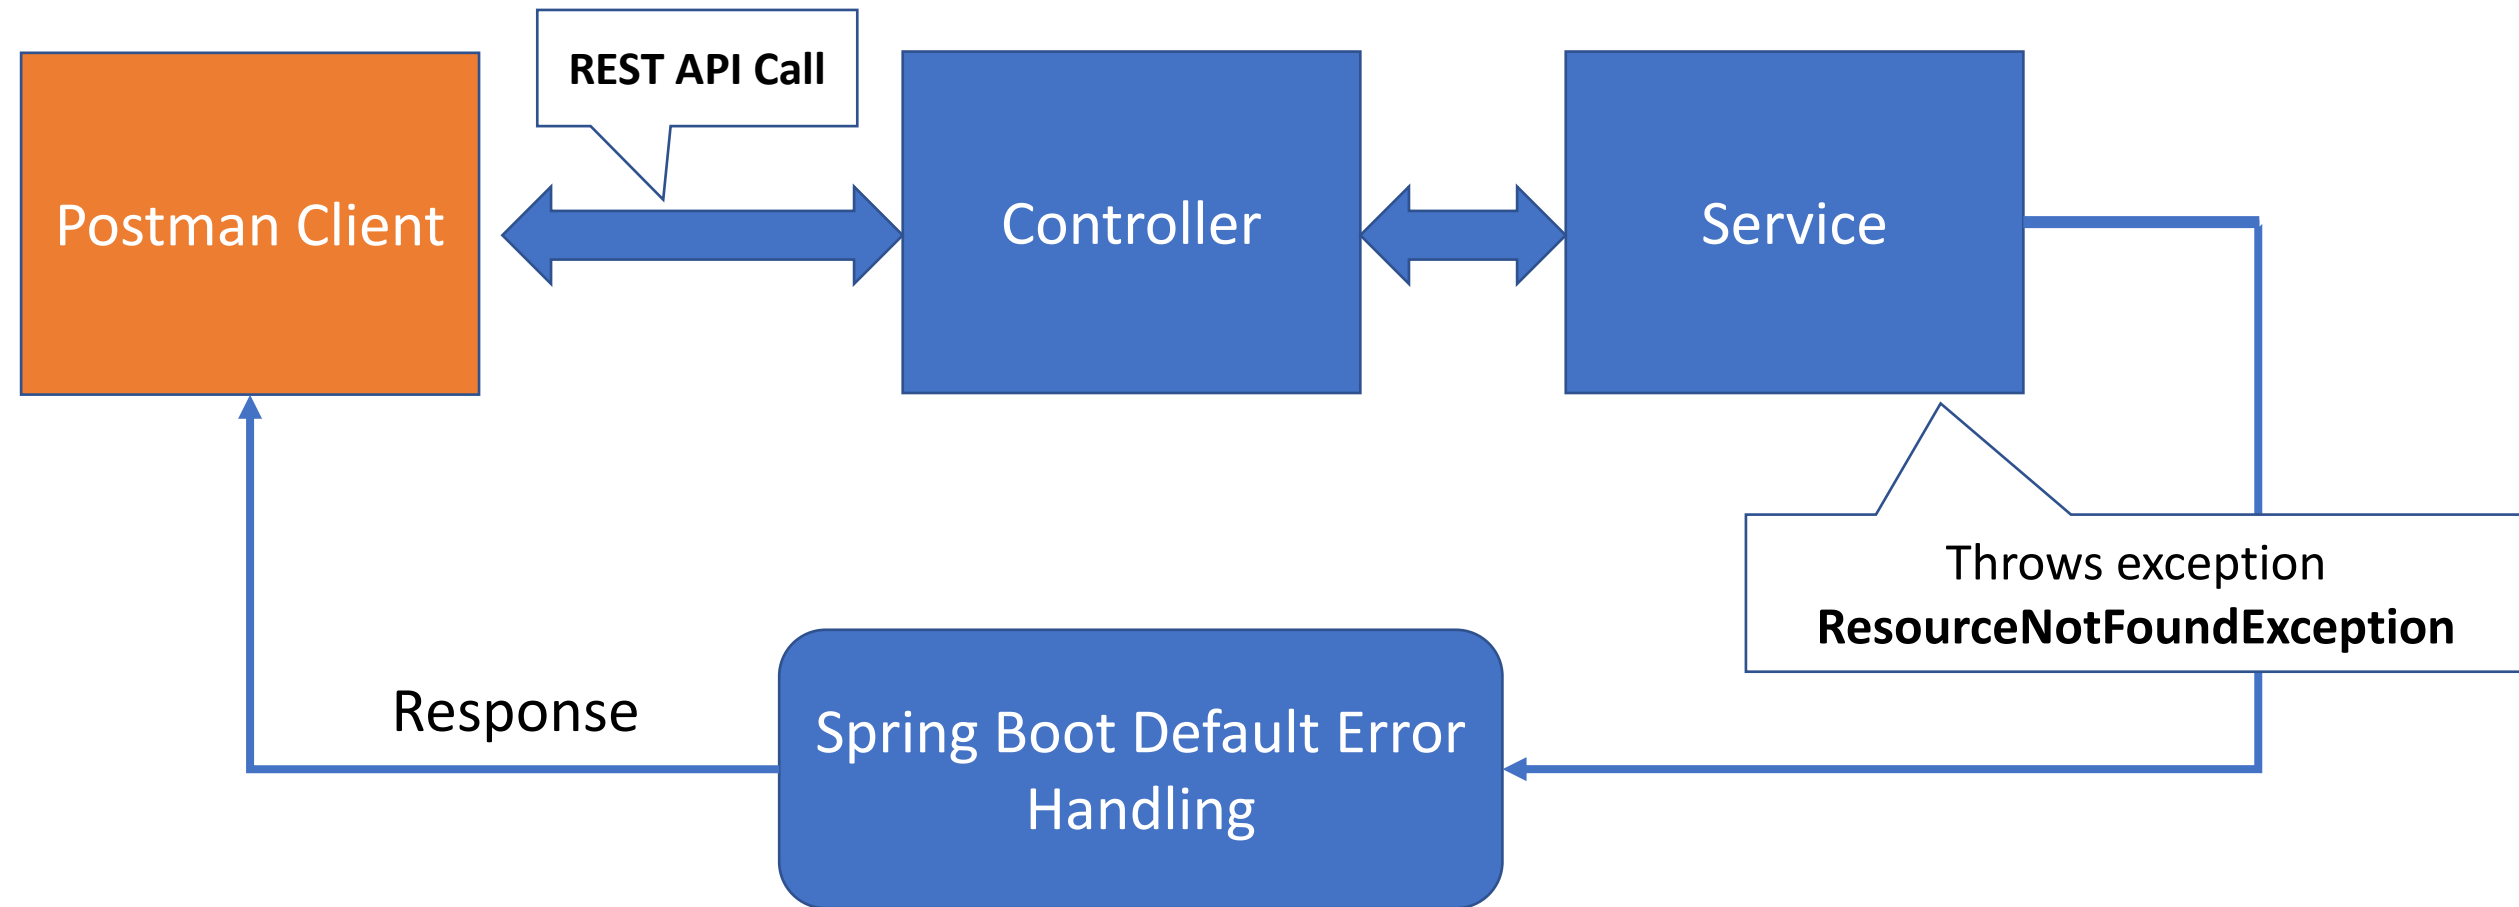 REST API Call
Postman Client
Controller
Service
Throws exception
ResourceNotFoundException
Response
Spring Boot Default Error
Handling